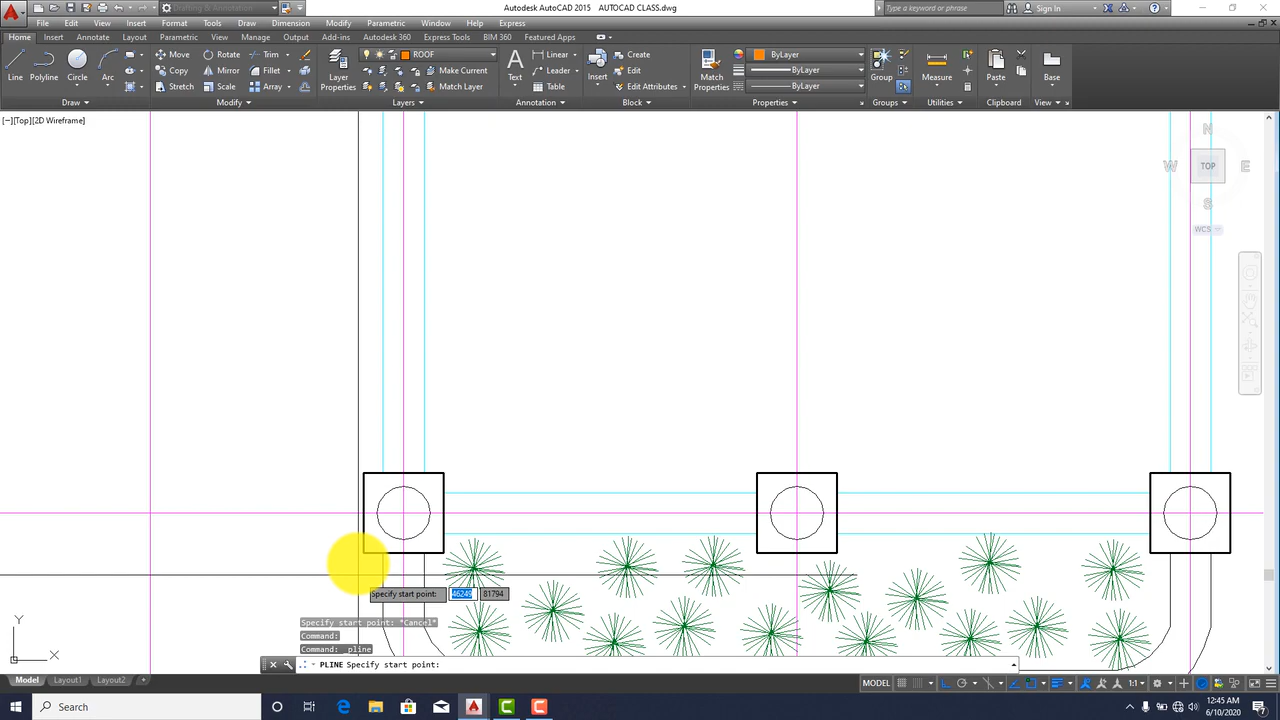 Autodesk AutoCAD 2015 AUTOCAD CLASS.dwg
Drafting & Annotation
Type a keyword or phrase
Sign In
File Edit View Insert Format Tools Draw Dimension Modify Parametric Window Help Express
Home Insert Annotate Layout Parametric View Manage Output Add-ins Autodesk 360 Express Tools BIM 360 Featured Apps
Line Polyline Circle Arc
Move Rotate Trim
Copy Mirror Fillet
Stretch Scale Array
Layer Properties
ROOF
Make Current
Match Layer
Text
Linear
Leader
Table
Insert
Create
Edit
Edit Attributes
Match Properties
ByLayer
ByLayer
ByLayer
Group
Measure
Paste
Base
Draw Modify Layers Annotation Block Properties Groups Utilities Clipboard View
[−][Top][2D Wireframe]
N
W TOP E
S
WCS
Specify start point: 46249 81794
Specify start point: *Cancel*
Command:
Command: _pline
Y
X
PLINE Specify start point:
Model Layout1 Layout2 +
MODEL
1:1
Search
12:45 AM
6/10/2020